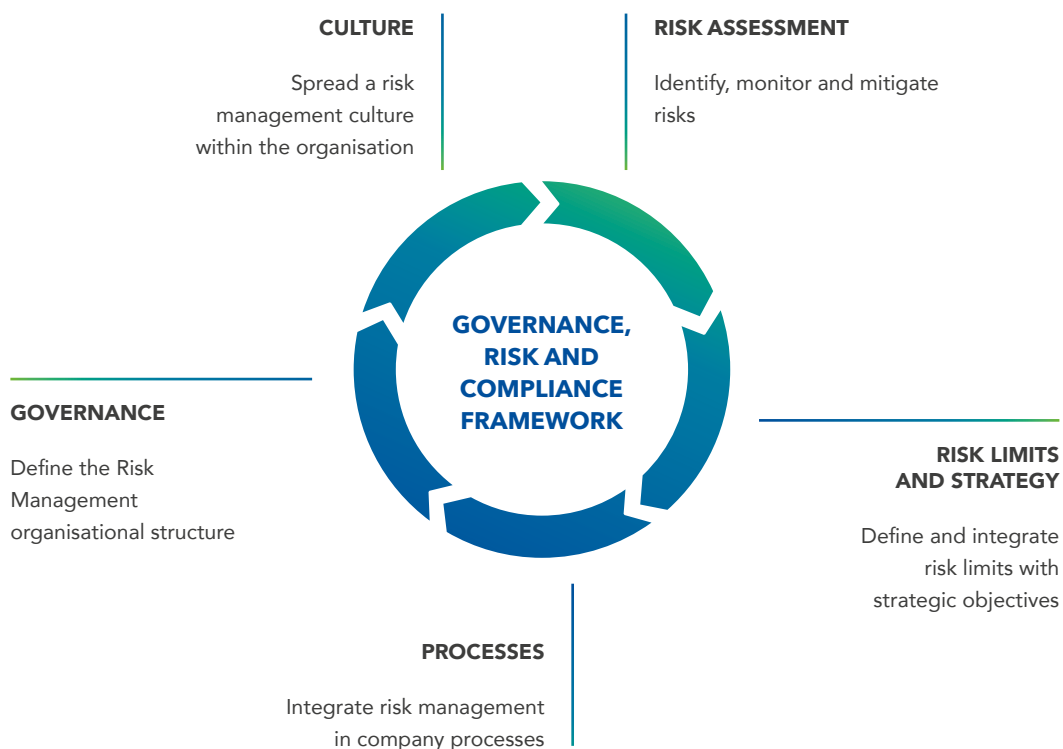 CULTURE
Spread a risk
management culture
within the organisation
RISK ASSESSMENT
Identify, monitor and mitigate
risks
GOVERNANCE,
RISK AND
COMPLIANCE
FRAMEWORK
GOVERNANCE
Define the Risk
Management
organisational structure
RISK LIMITS
AND STRATEGY
Define and integrate
risk limits with
strategic objectives
PROCESSES
Integrate risk management
in company processes